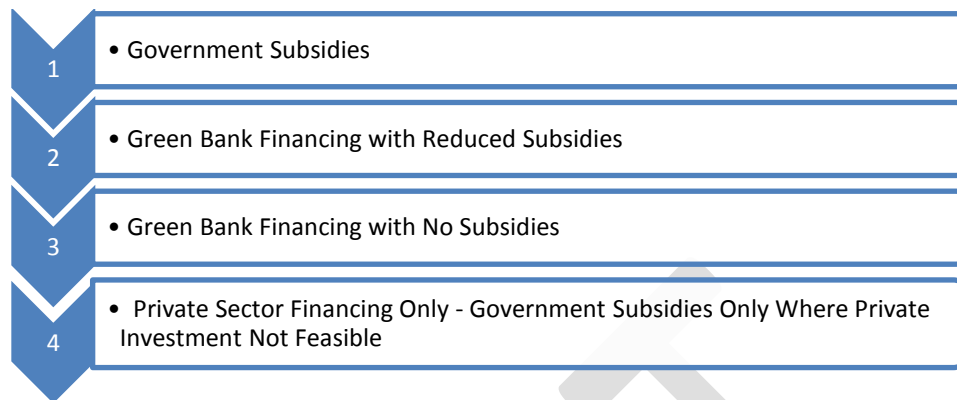 1
• Government Subsidies
2
• Green Bank Financing with Reduced Subsidies
3
• Green Bank Financing with No Subsidies
4
• Private Sector Financing Only - Government Subsidies Only Where Private
Investment Not Feasible